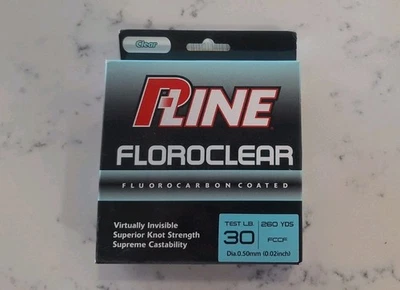 Clear
P-LINE
FLOROCLEAR
FLUOROCARBON COATED
Virtually Invisible
Superior Knot Strength
Supreme Castability
TEST LB. 260 YDS
30 FCCF
Dia.0.50mm (0.02inch)